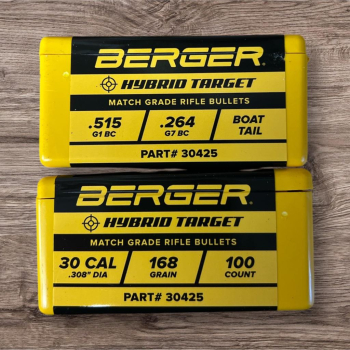 BERGER
HYBRID TARGET
MATCH GRADE RIFLE BULLETS
.515 .264 BOAT
G1 BC G7 BC TAIL
PART# 30425
BERGER
HYBRID TARGET
MATCH GRADE RIFLE BULLETS
30 CAL 168 100
.308" DIA GRAIN COUNT
PART# 30425